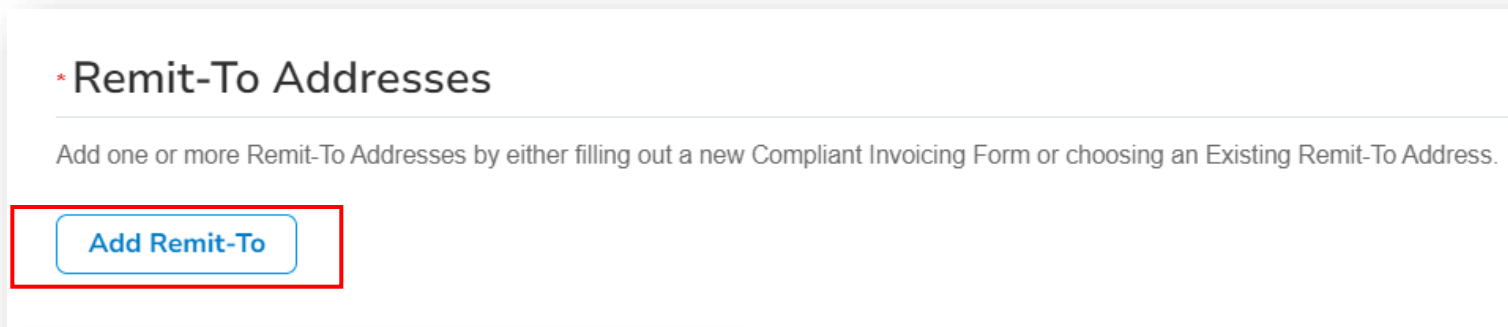 * Remit-To Addresses
Add one or more Remit-To Addresses by either filling out a new Compliant Invoicing Form or choosing an Existing Remit-To Address.
Add Remit-To